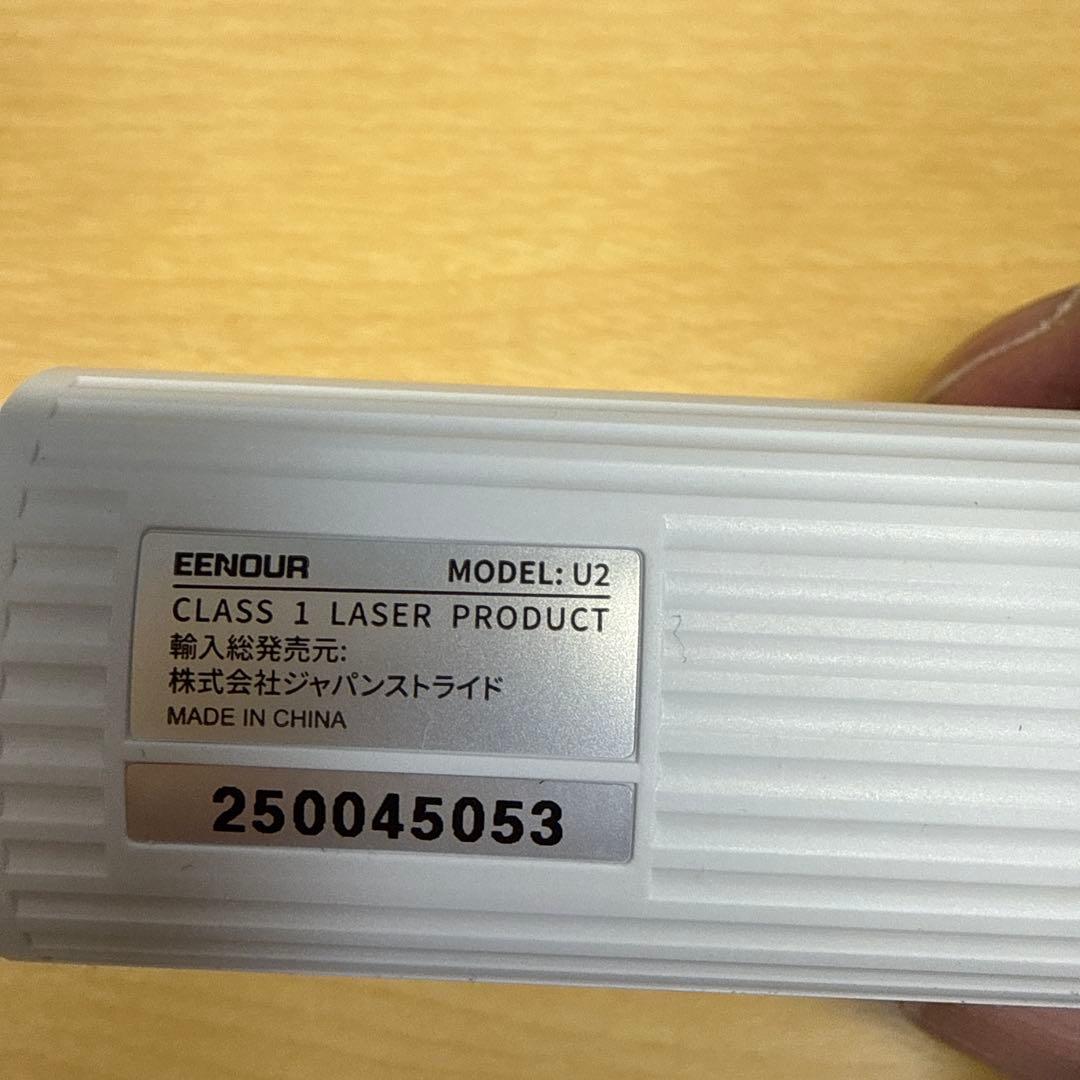 EENOUR MODEL: U2
CLASS 1 LASER PRODUCT
輸入総発売元:
株式会社ジャパンストライド
MADE IN CHINA
250045053